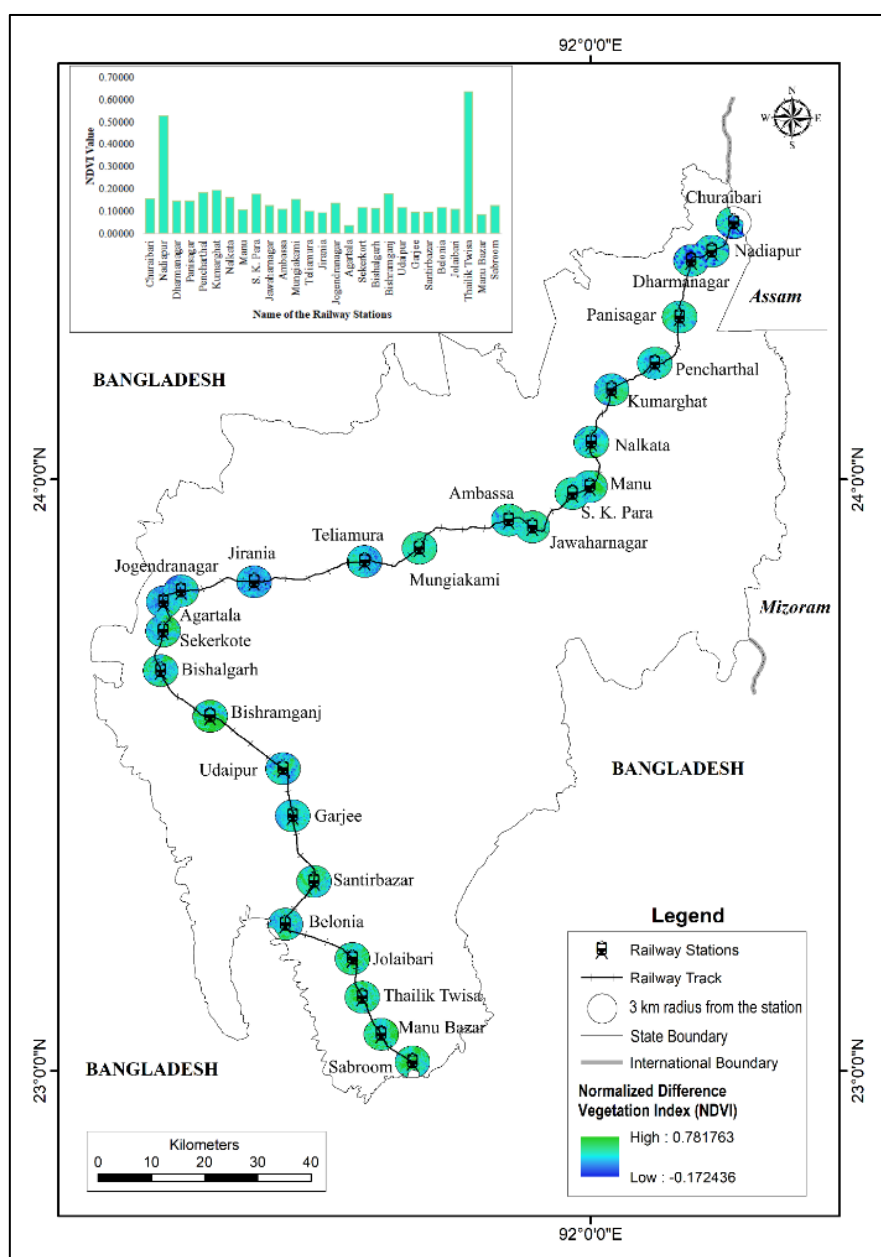 92°0'0"E
0.70000
0.60000
0.50000
0.40000
0.30000
0.20000
0.10000
0.00000
NDVI Value
Churaibari
Nadiapur
Dharmanagar
Panisagar
Pencharthal
Kumarghat
Nalkata
Manu
S. K. Para
Jawaharnagar
Ambassa
Mungiakami
Teliamura
Jirania
Jogendranagar
Agartala
Sekerkort
Bishalgarh
Bishramganj
Udaipur
Garjee
Santirbazar
Belonia
Jolaibari
Thailik Twisa
Manu Bazar
Sabroom
Name of the Railway Stations
N
W E
S
Churaibari
Nadiapur
Dharmanagar
Assam
Panisagar
Pencharthal
BANGLADESH
Kumarghat
Nalkata
24°0'0"N
24°0'0"N
Manu
Ambassa
S. K. Para
Jawaharnagar
Teliamura
Mungiakami
Jirania
Jogendranagar
Agartala
Mizoram
Sekerkote
Bishalgarh
Bishramganj
Udaipur
BANGLADESH
Garjee
Santirbazar
Belonia
Jolaibari
Thailik Twisa
Manu Bazar
Sabroom
BANGLADESH
23°0'0"N
23°0'0"N
Legend
Railway Stations
Railway Track
3 km radius from the station
State Boundary
International Boundary
Normalized Difference
Vegetation Index (NDVI)
High : 0.781763
Low : -0.172436
Kilometers
0 10 20 30 40
92°0'0"E